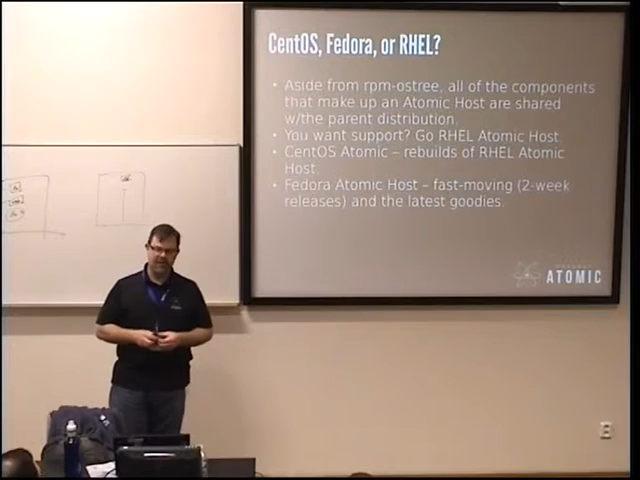 CentOS, Fedora, or RHEL?
• Aside from rpm-ostree, all of the components
that make up an Atomic Host are shared
w/the parent distribution.
• You want support? Go RHEL Atomic Host
• CentOS Atomic – rebuilds of RHEL Atomic
Host.
• Fedora Atomic Host – fast-moving (2-week
releases) and the latest goodies.
ATOMIC